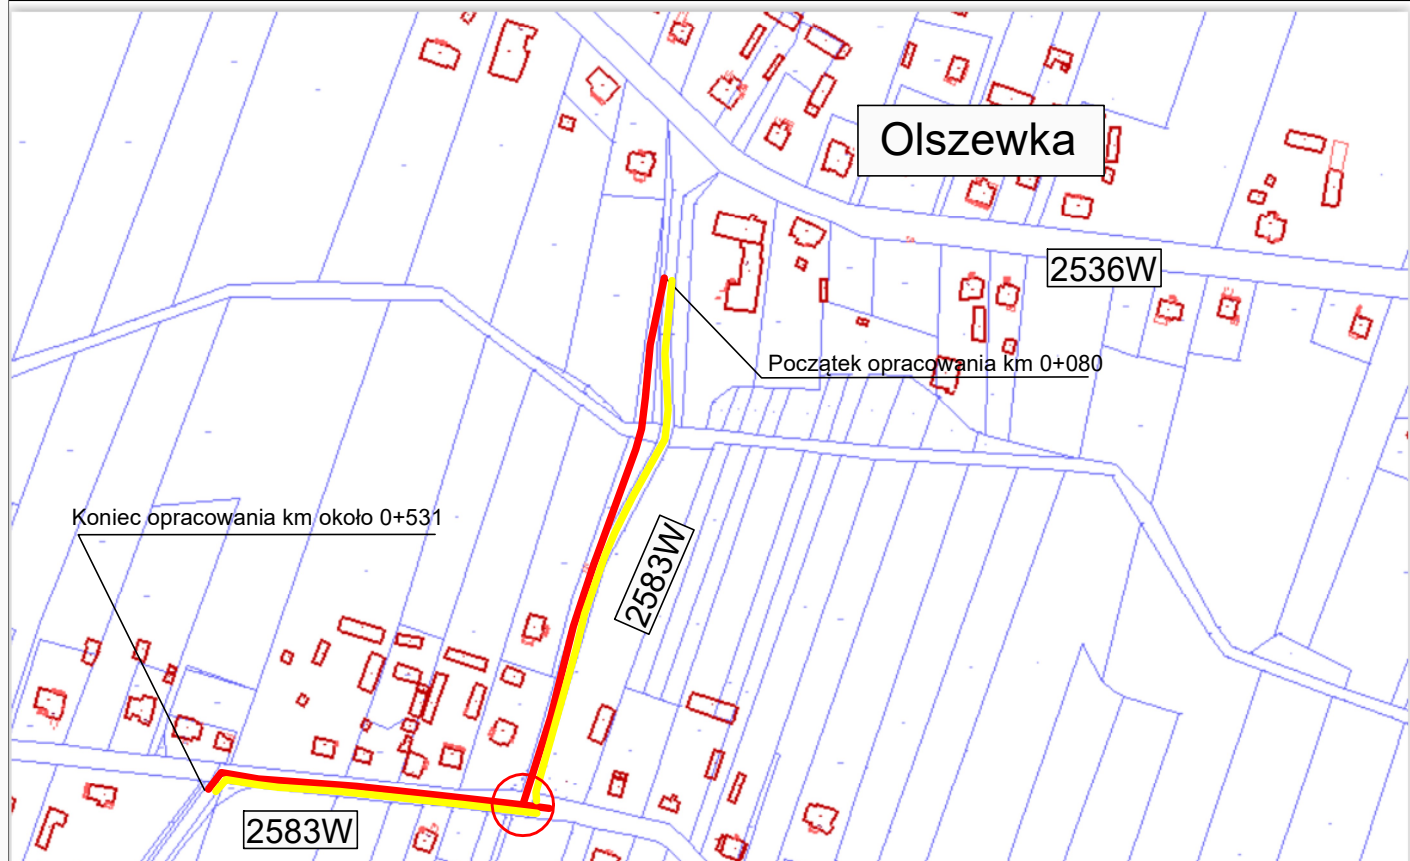 Olszewka
2536W
Początek opracowania km 0+080
Koniec opracowania km około 0+531
2583W
2583W